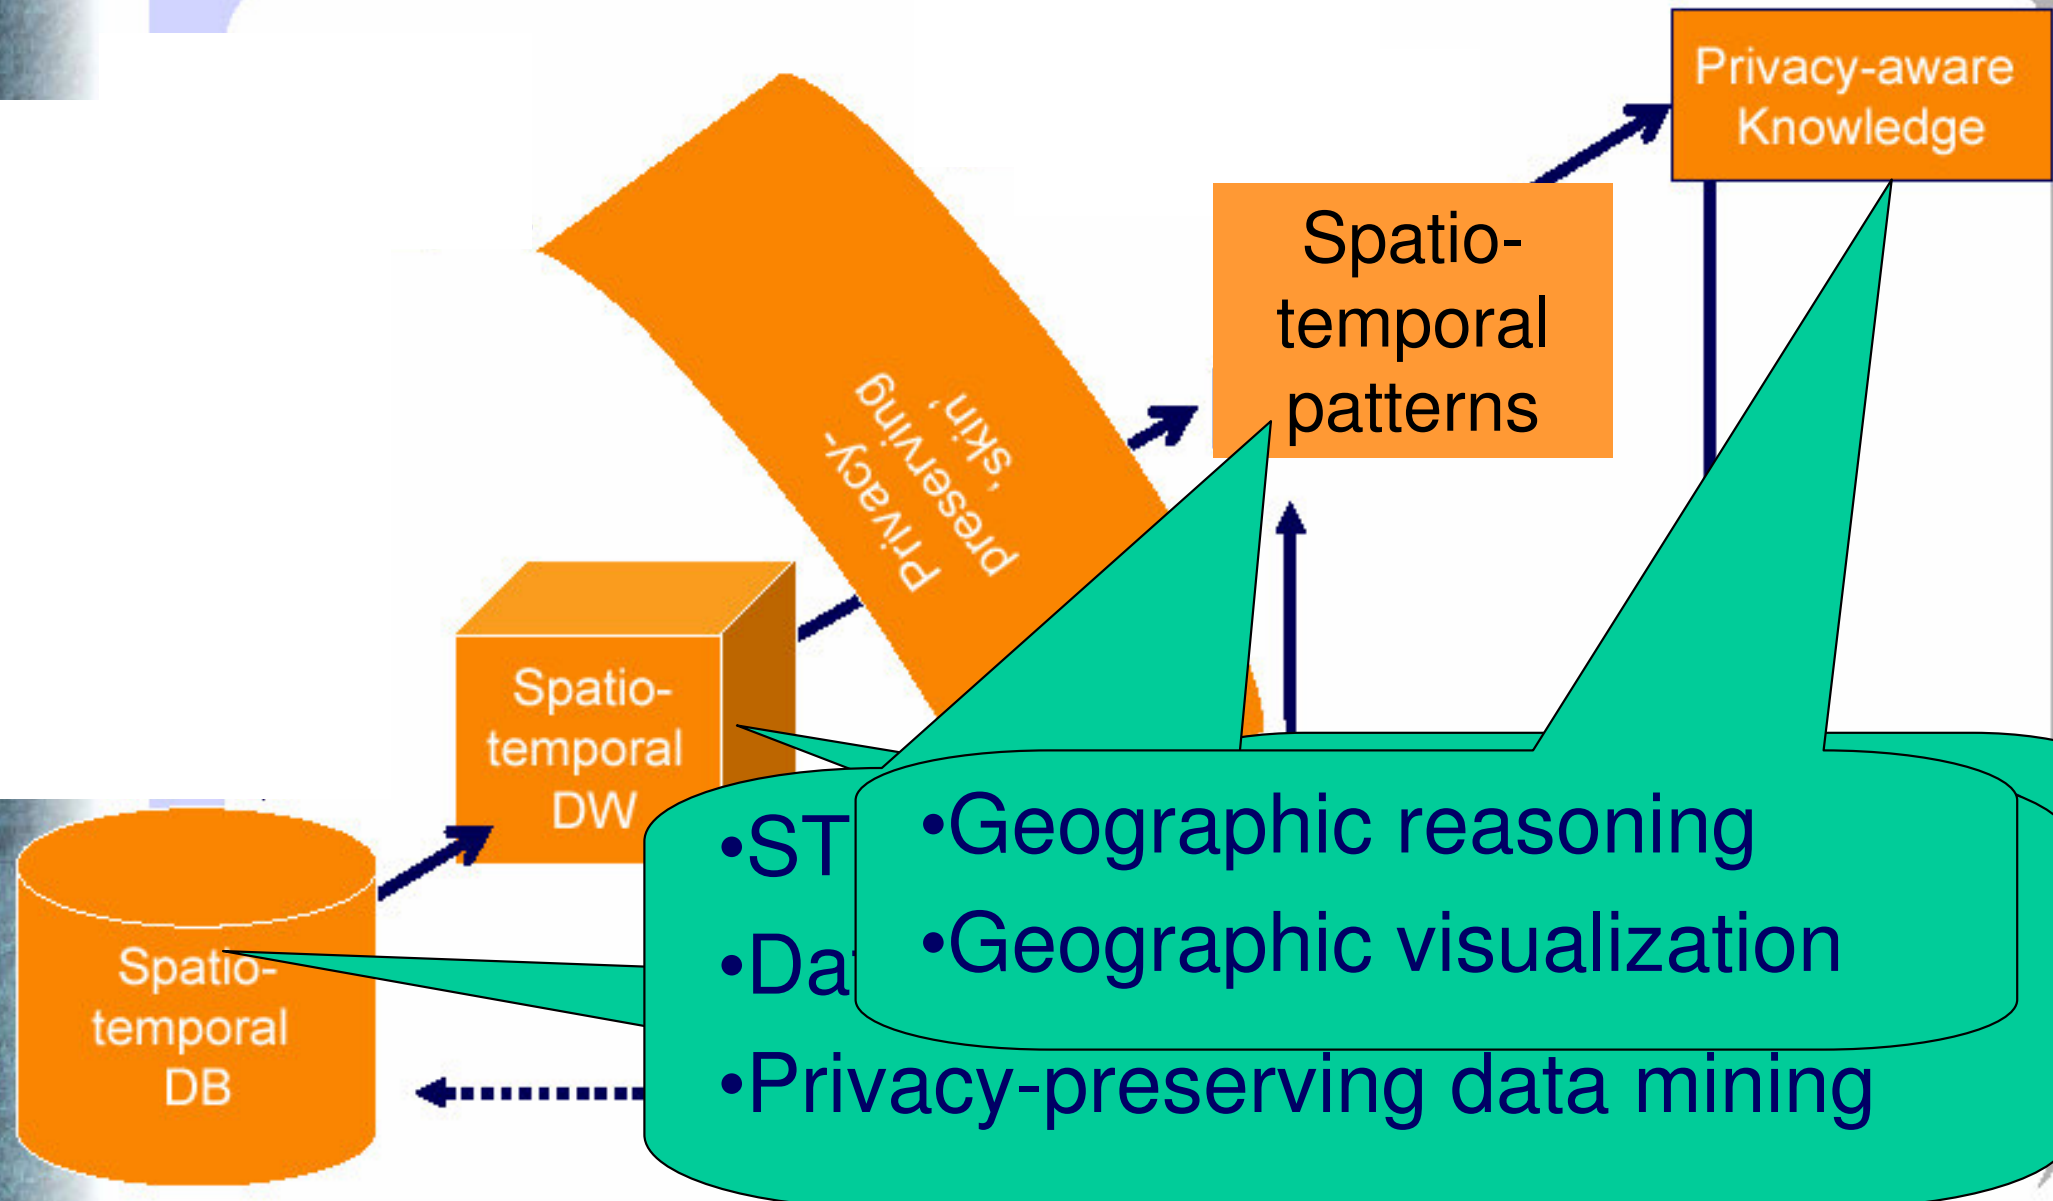 Privacy-aware
Knowledge
Spatio-
temporal
patterns
Privacy-
preserving
‘skin’
Spatio-
temporal
DW
Spatio-
temporal
DB
•Geographic reasoning
•Geographic visualization
•ST
•Privacy-preserving data mining